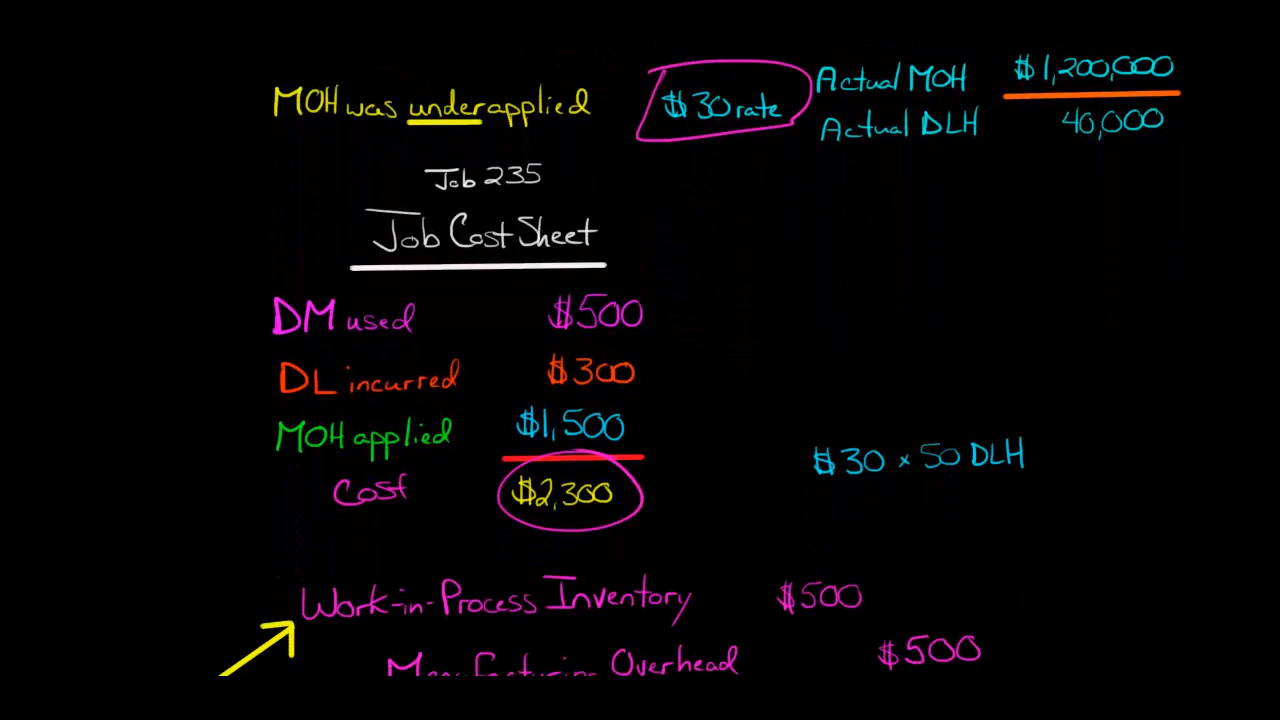 MOH was underapplied
$30 rate
Actual MOH $1,200,000
Actual DLH 40,000
Job 235
Job Cost Sheet
DM used $500
DL incurred $300
MOH applied $1,500
$30 × 50 DLH
Cost $2,300
Work-in-Process Inventory $500
Manufacturing Overhead $500